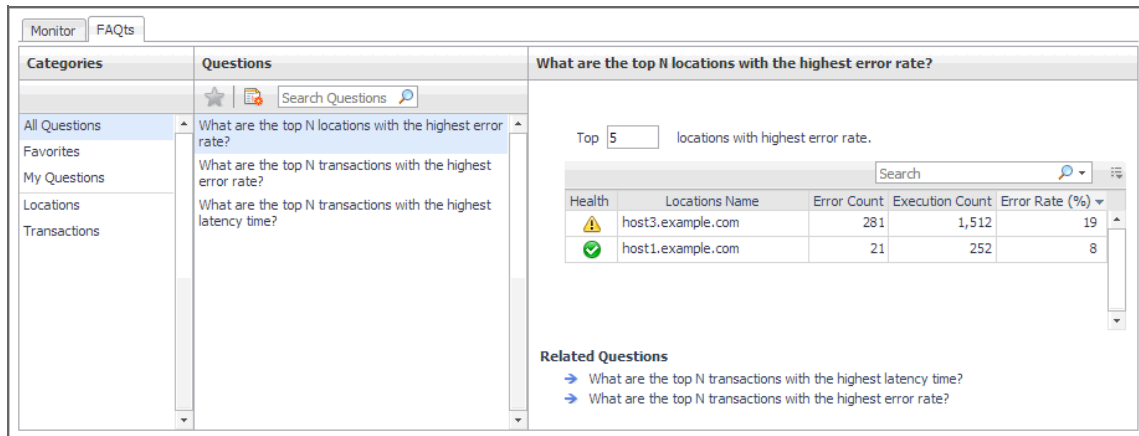 Monitor
FAQts
Categories
Questions
What are the top N locations with the highest error rate?
Search Questions
All Questions
Favorites
My Questions
Locations
Transactions
What are the top N locations with the highest error
rate?
What are the top N transactions with the highest
error rate?
What are the top N transactions with the highest
latency time?
Top 5 locations with highest error rate.
Search
Health Locations Name Error Count Execution Count Error Rate (%)
host3.example.com 281 1,512 19
host1.example.com 21 252 8
Related Questions
What are the top N transactions with the highest latency time?
What are the top N transactions with the highest error rate?